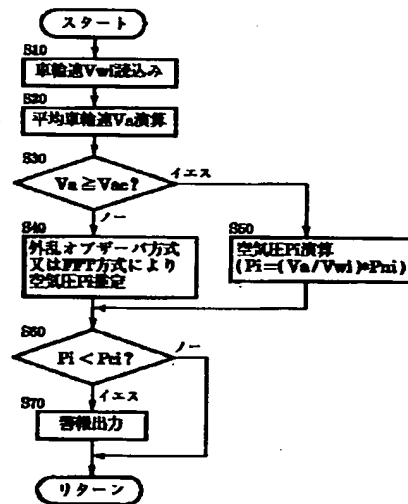 スタート
S10
車輪速Vwi読込み
S20
平均車輪速Va演算
S30
Va≧Vac?
イエス
ノー
S40
外乱オブザーバ方式
又はFFT方式により
空気圧Pi推定
S50
空気圧Pi演算
(Pi=(Va/Vwi)*Pni)
S60
Pi<Pci?
ノー
イエス
S70
警報出力
リターン